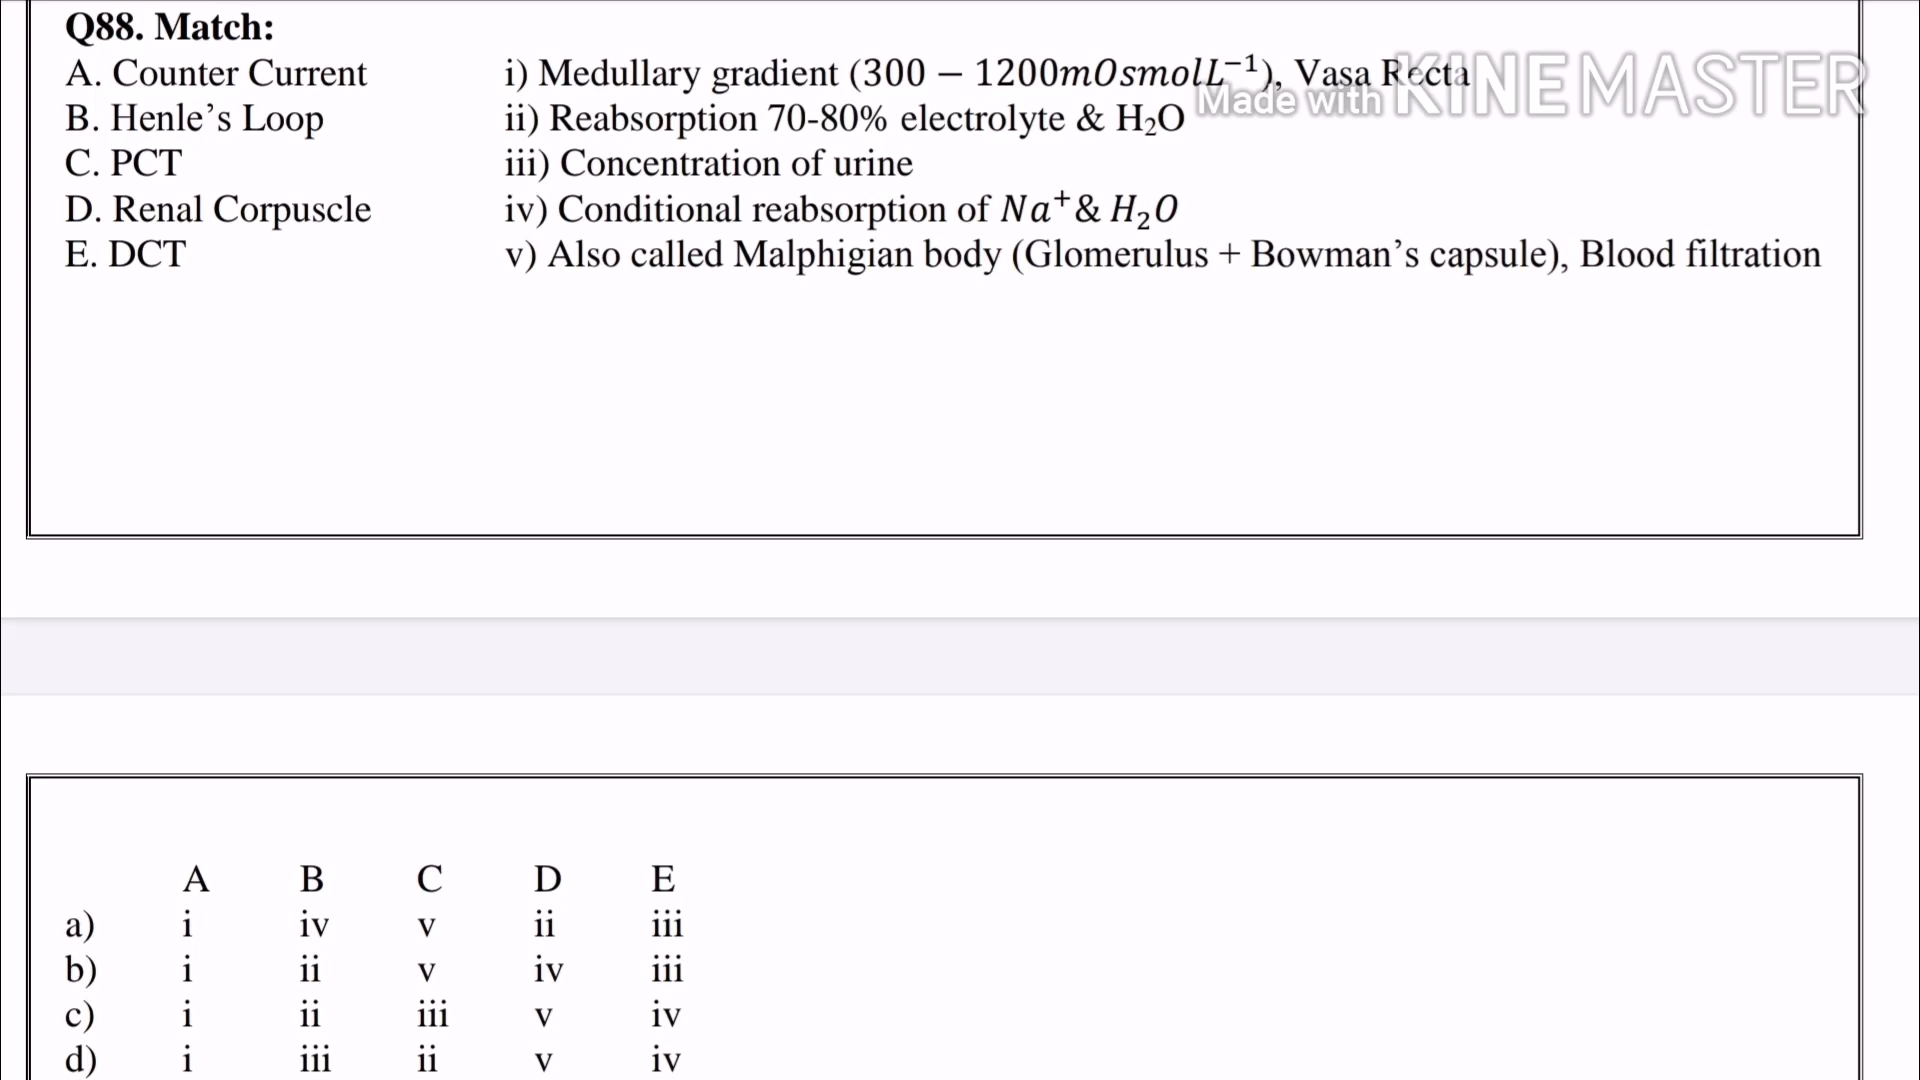 Q88. Match:
A. Counter Current i) Medullary gradient (300 − 1200mOsmolL⁻¹), Vasa Recta
Made with KINEMASTER
B. Henle’s Loop ii) Reabsorption 70-80% electrolyte & H₂O
C. PCT iii) Concentration of urine
D. Renal Corpuscle iv) Conditional reabsorption of Na⁺& H₂O
E. DCT v) Also called Malphigian body (Glomerulus + Bowman’s capsule), Blood filtration
A B C D E
a) i iv v ii iii
b) i ii v iv iii
c) i ii iii v iv
d) i iii ii v iv